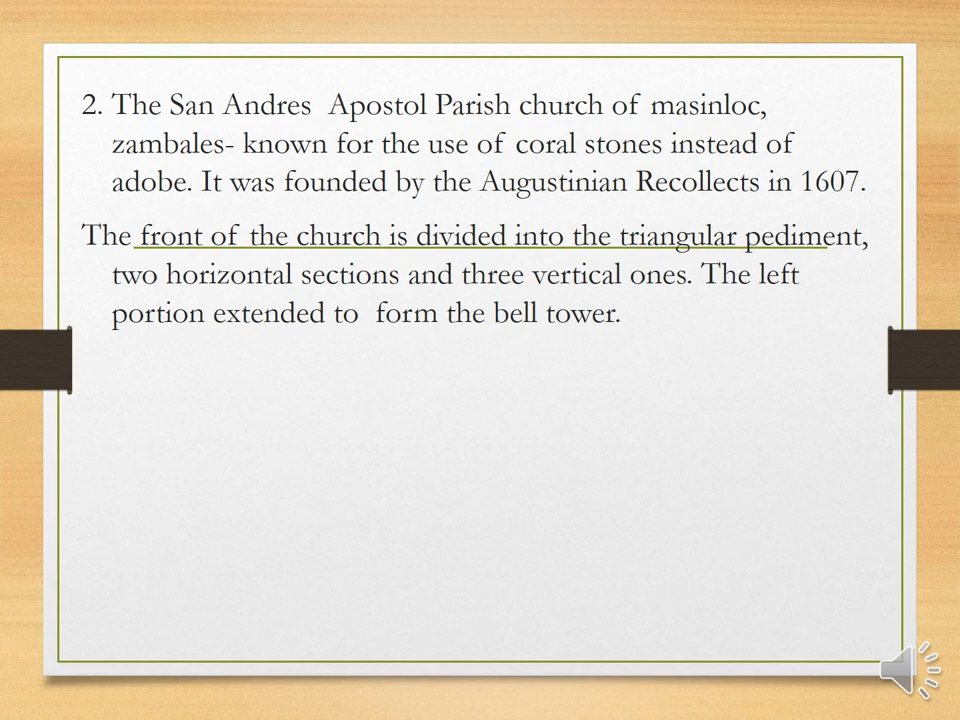 2. The San Andres Apostol Parish church of masinloc,
zambales- known for the use of coral stones instead of
adobe. It was founded by the Augustinian Recollects in 1607.
The front of the church is divided into the triangular pediment,
two horizontal sections and three vertical ones. The left
portion extended to form the bell tower.